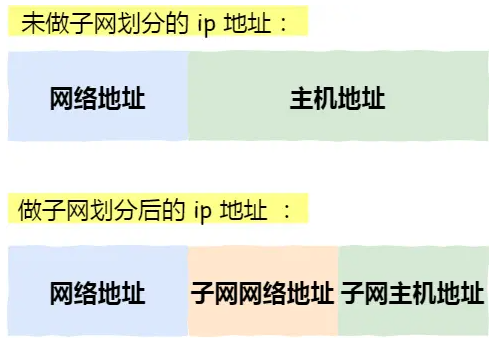 未做子网划分的 ip 地址：
网络地址 主机地址
做子网划分后的 ip 地址 ：
网络地址 子网网络地址 子网主机地址